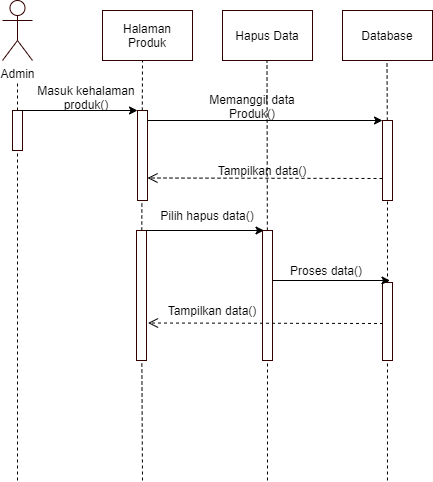 Halaman
Produk
Hapus Data
Database
Admin
Masuk kehalaman
produk()
Memanggil data
Produk()
Tampilkan data()
Pilih hapus data()
Proses data()
Tampilkan data()